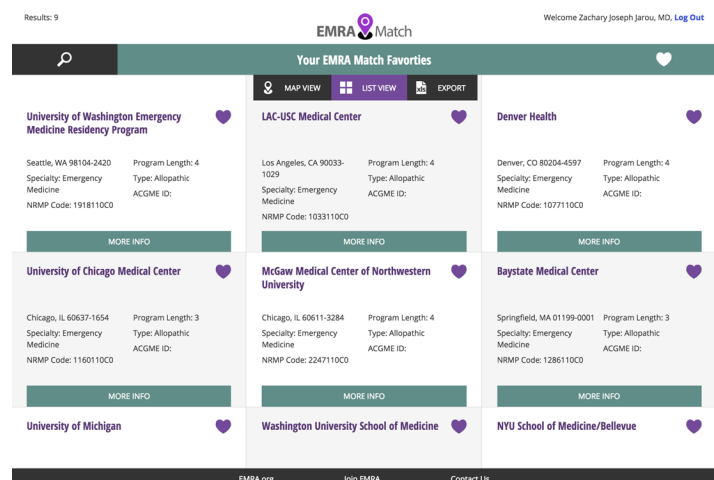 Results: 9
EMRA Match
Welcome Zachary Joseph Jarou, MD, Log Out
Your EMRA Match Favorties
MAP VIEW
LIST VIEW
xls EXPORT
University of Washington Emergency
Medicine Residency Program
Seattle, WA 98104-2420
Specialty: Emergency
Medicine
NRMP Code: 1918110C0
Program Length: 4
Type: Allopathic
ACGME ID:
MORE INFO
LAC-USC Medical Center
Los Angeles, CA 90033-
1029
Specialty: Emergency
Medicine
NRMP Code: 1033110C0
Program Length: 4
Type: Allopathic
ACGME ID:
MORE INFO
Denver Health
Denver, CO 80204-4597
Specialty: Emergency
Medicine
NRMP Code: 1077110C0
Program Length: 4
Type: Allopathic
ACGME ID:
MORE INFO
University of Chicago Medical Center
Chicago, IL 60637-1654
Specialty: Emergency
Medicine
NRMP Code: 1160110C0
Program Length: 3
Type: Allopathic
ACGME ID:
MORE INFO
McGaw Medical Center of Northwestern
University
Chicago, IL 60611-3284
Specialty: Emergency
Medicine
NRMP Code: 2247110C0
Program Length: 4
Type: Allopathic
ACGME ID:
MORE INFO
Baystate Medical Center
Springfield, MA 01199-0001
Specialty: Emergency
Medicine
NRMP Code: 1286110C0
Program Length: 3
Type: Allopathic
ACGME ID:
MORE INFO
University of Michigan
Washington University School of Medicine
NYU School of Medicine/Bellevue
EMRA.org
Join EMRA
Contact Us